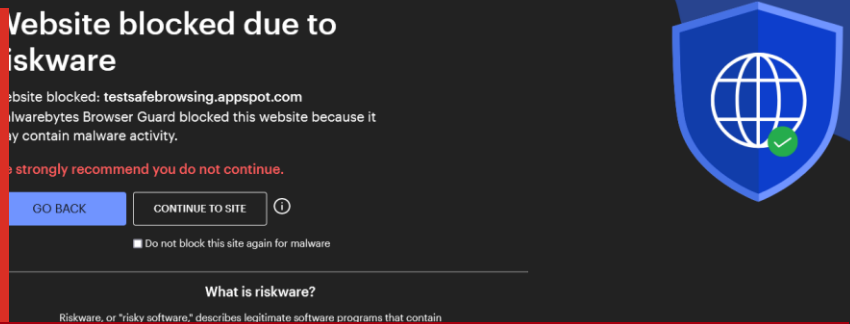 Website blocked due to
iskware
ebsite blocked: testsafebrowsing.appspot.com
alwarebytes Browser Guard blocked this website because it
ay contain malware activity.
e strongly recommend you do not continue.
GO BACK
CONTINUE TO SITE
Do not block this site again for malware
What is riskware?
Riskware, or "risky software," describes legitimate software programs that contain